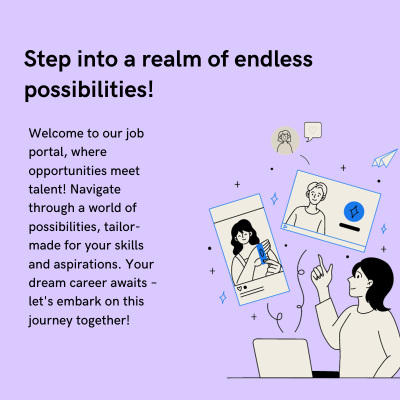 Step into a realm of endless
possibilities!
Welcome to our job
portal, where
opportunities meet
talent! Navigate
through a world of
possibilities, tailor-
made for your skills
and aspirations. Your
dream career awaits –
let's embark on this
journey together!